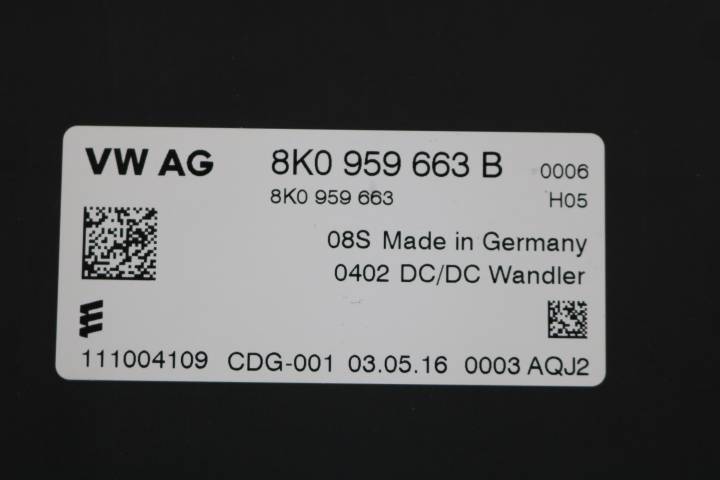 VW AG 8K0 959 663 B 0006
8K0 959 663 H05
08S Made in Germany
0402 DC/DC Wandler
111004109 CDG-001 03.05.16 0003 AQJ2